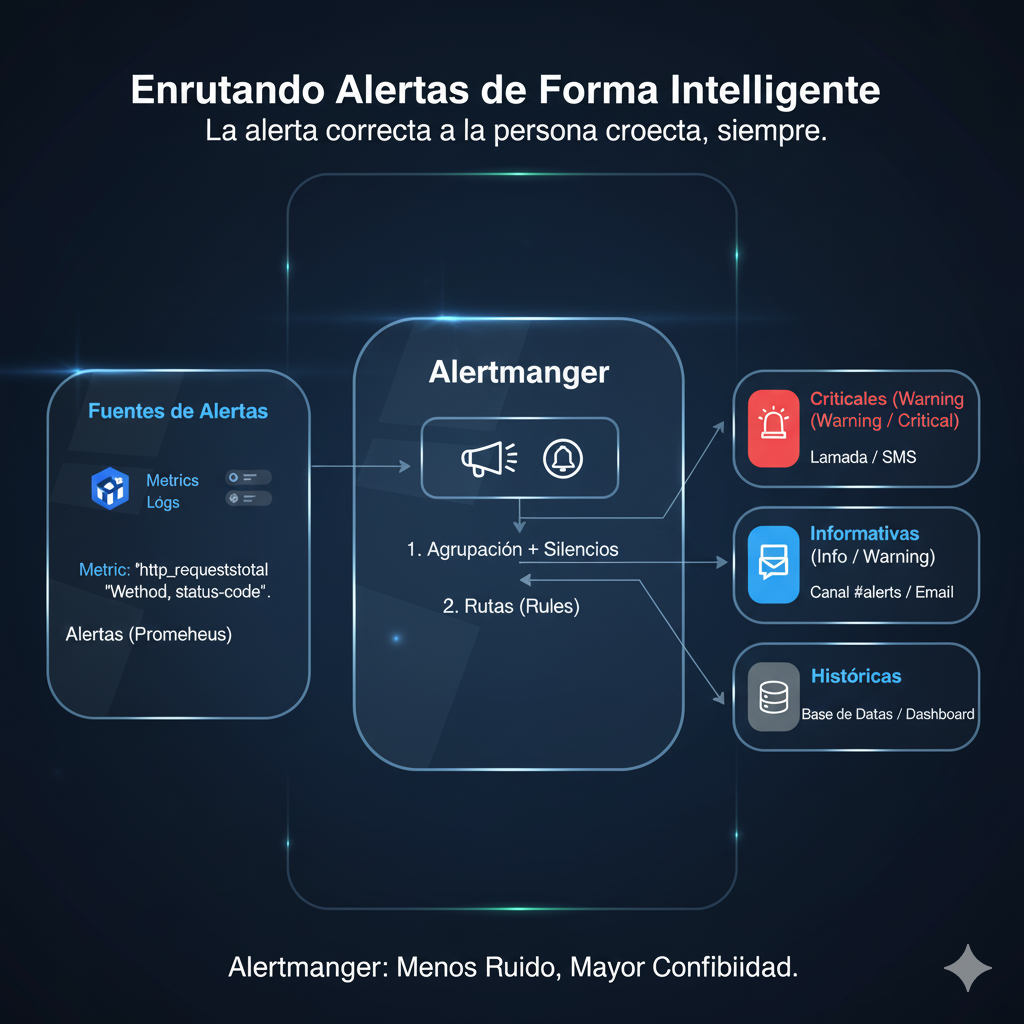 Enrutando Alertas de Forma Intelligente
La alerta correcta a la persona croecta, siempre.
Fuentes de Alertas
Metrics
Lógs
Metric: "http_requeststotal
"Wethod, status-code".
Alertas (Promeheus)
Alertmanger
1. Agrupación + Silencios
2. Rutas (Rules)
Criticales (Warning
(Warning / Critical)
Lamada / SMS
Informativas
(Info / Warning)
Canal #alerts / Email
Históricas
Base de Datas / Dashboard
Alertmanger: Menos Ruido, Mayor Confibiidad.